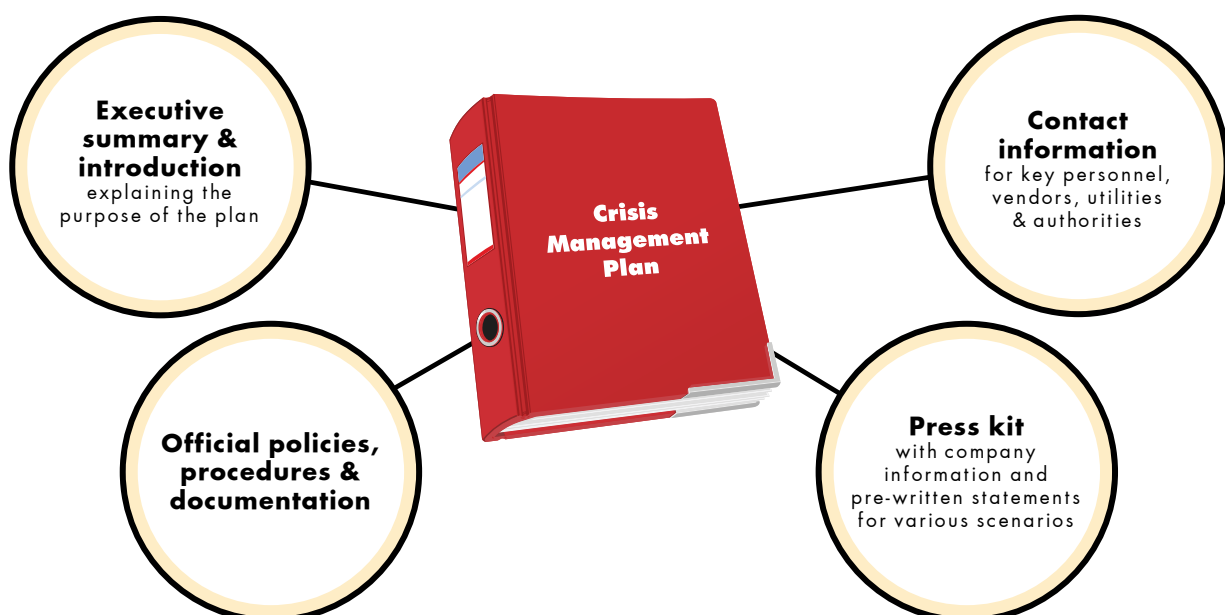 Executive
summary &
introduction
explaining the
purpose of the plan
Crisis
Management
Plan
Contact
information
for key personnel,
vendors, utilities
& authorities
Official policies,
procedures &
documentation
Press kit
with company
information and
pre-written statements
for various scenarios